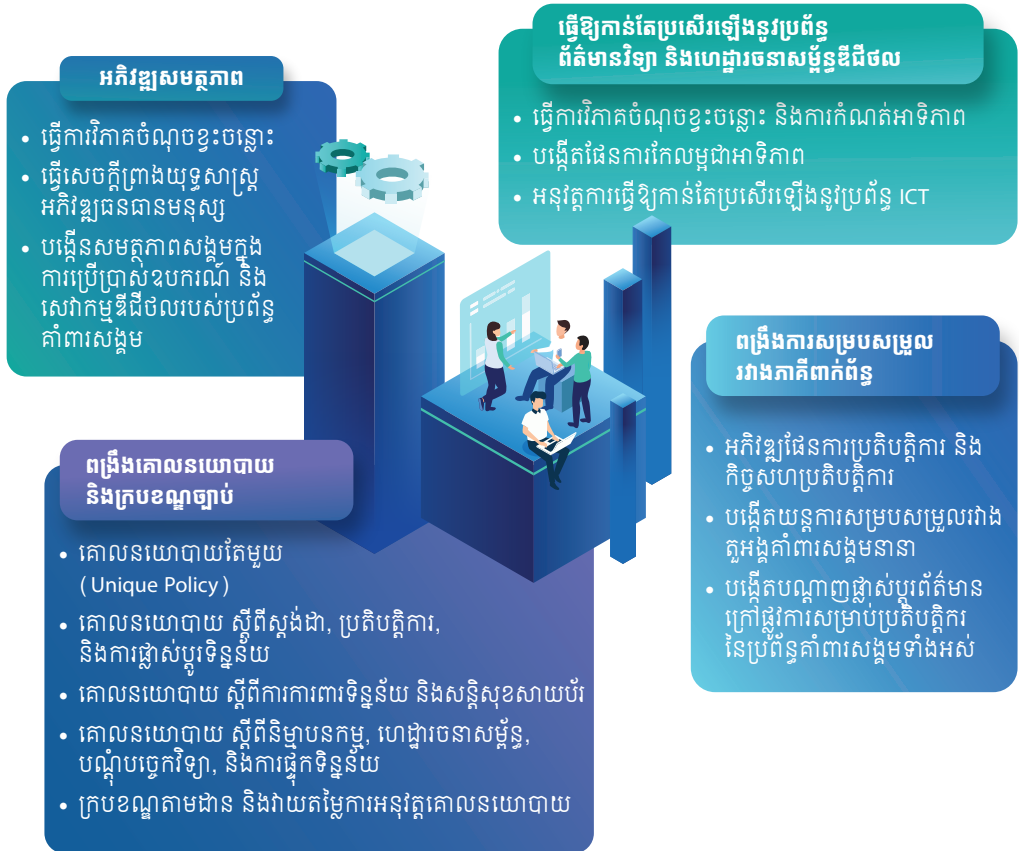 អភិវឌ្ឍសមត្ថភាព
• ធ្វើការវិភាគចំណុចខ្វះចន្លោះ
• ធ្វើសេចក្តីព្រាងយុទ្ធសាស្ត្រ
អភិវឌ្ឍធនធានមនុស្ស
• បង្កើនសមត្ថភាពសង្គមក្នុង
ការប្រើប្រាស់ឧបករណ៍ និង
សេវាកម្មឌីជីថលរបស់ប្រព័ន្ធ
គាំពារសង្គម
ធ្វើឱ្យកាន់តែប្រសើរឡើងនូវប្រព័ន្ធ
ព័ត៌មានវិទ្យា និងហេដ្ឋារចនាសម្ព័ន្ធឌីជីថល
• ធ្វើការវិភាគចំណុចខ្វះចន្លោះ និងការកំណត់អាទិភាព
• បង្កើតផែនការកែលម្អជាអាទិភាព
• អនុវត្តការធ្វើឱ្យកាន់តែប្រសើរឡើងនូវប្រព័ន្ធ ICT
ពង្រឹងការសម្របសម្រួល
រវាងភាគីពាក់ព័ន្ធ
• អភិវឌ្ឍផែនការប្រតិបត្តិការ និង
កិច្ចសហប្រតិបត្តិការ
• បង្កើតយន្តការសម្របសម្រួលរវាង
តួអង្គគាំពារសង្គមនានា
• បង្កើតបណ្តាញផ្លាស់ប្តូរព័ត៌មាន
ក្រៅផ្លូវការសម្រាប់ប្រតិបត្តិករ
នៃប្រព័ន្ធគាំពារសង្គមទាំងអស់
ពង្រឹងគោលនយោបាយ
និងក្របខណ្ឌច្បាប់
• គោលនយោបាយតែមួយ
(Unique Policy)
• គោលនយោបាយ ស្តីពីស្តង់ដា, ប្រតិបត្តិការ,
និងការផ្លាស់ប្តូរទិន្នន័យ
• គោលនយោបាយ ស្តីពីការការពារទិន្នន័យ និងសន្តិសុខសាយប័រ
• គោលនយោបាយ ស្តីពីនិម្មាបនកម្ម, ហេដ្ឋារចនាសម្ព័ន្ធ,
បណ្តុំបច្ចេកវិទ្យា, និងការផ្ទុកទិន្នន័យ
• ក្របខណ្ឌតាមដាន និងវាយតម្លៃការអនុវត្តគោលនយោបាយ